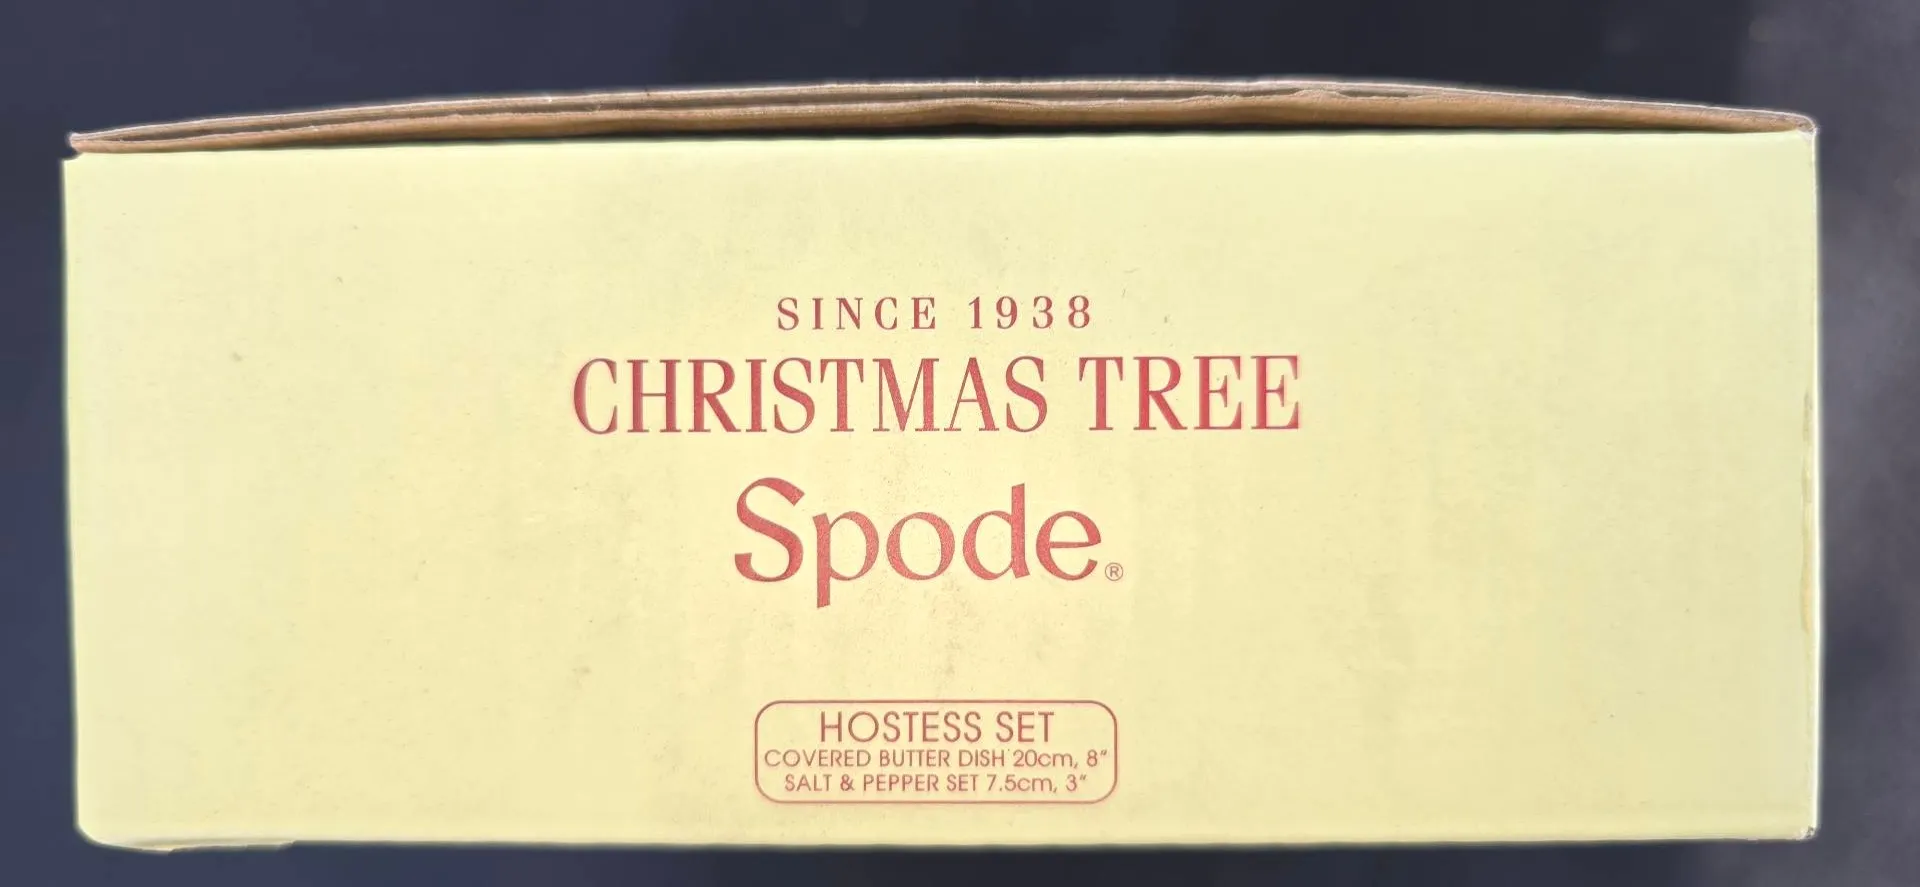 SINCE 1938
CHRISTMAS TREE
Spode®
HOSTESS SET
COVERED BUTTER DISH 20cm, 8"
SALT & PEPPER SET 7.5cm, 3"